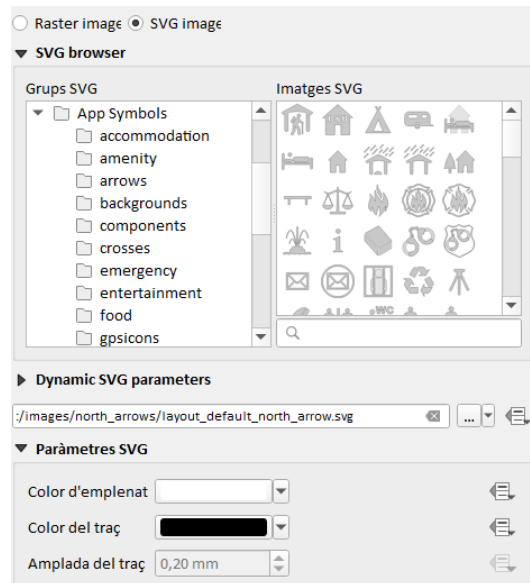 Raster image SVG image
SVG browser
Grups SVG Imatges SVG
App Symbols
accommodation
amenity
arrows
backgrounds
components
crosses
emergency
entertainment
food
gpsicons
Dynamic SVG parameters
:/images/north_arrows/layout_default_north_arrow.svg ...
Paràmetres SVG
Color d'emplenat
Color del traç
Amplada del traç 0,20 mm